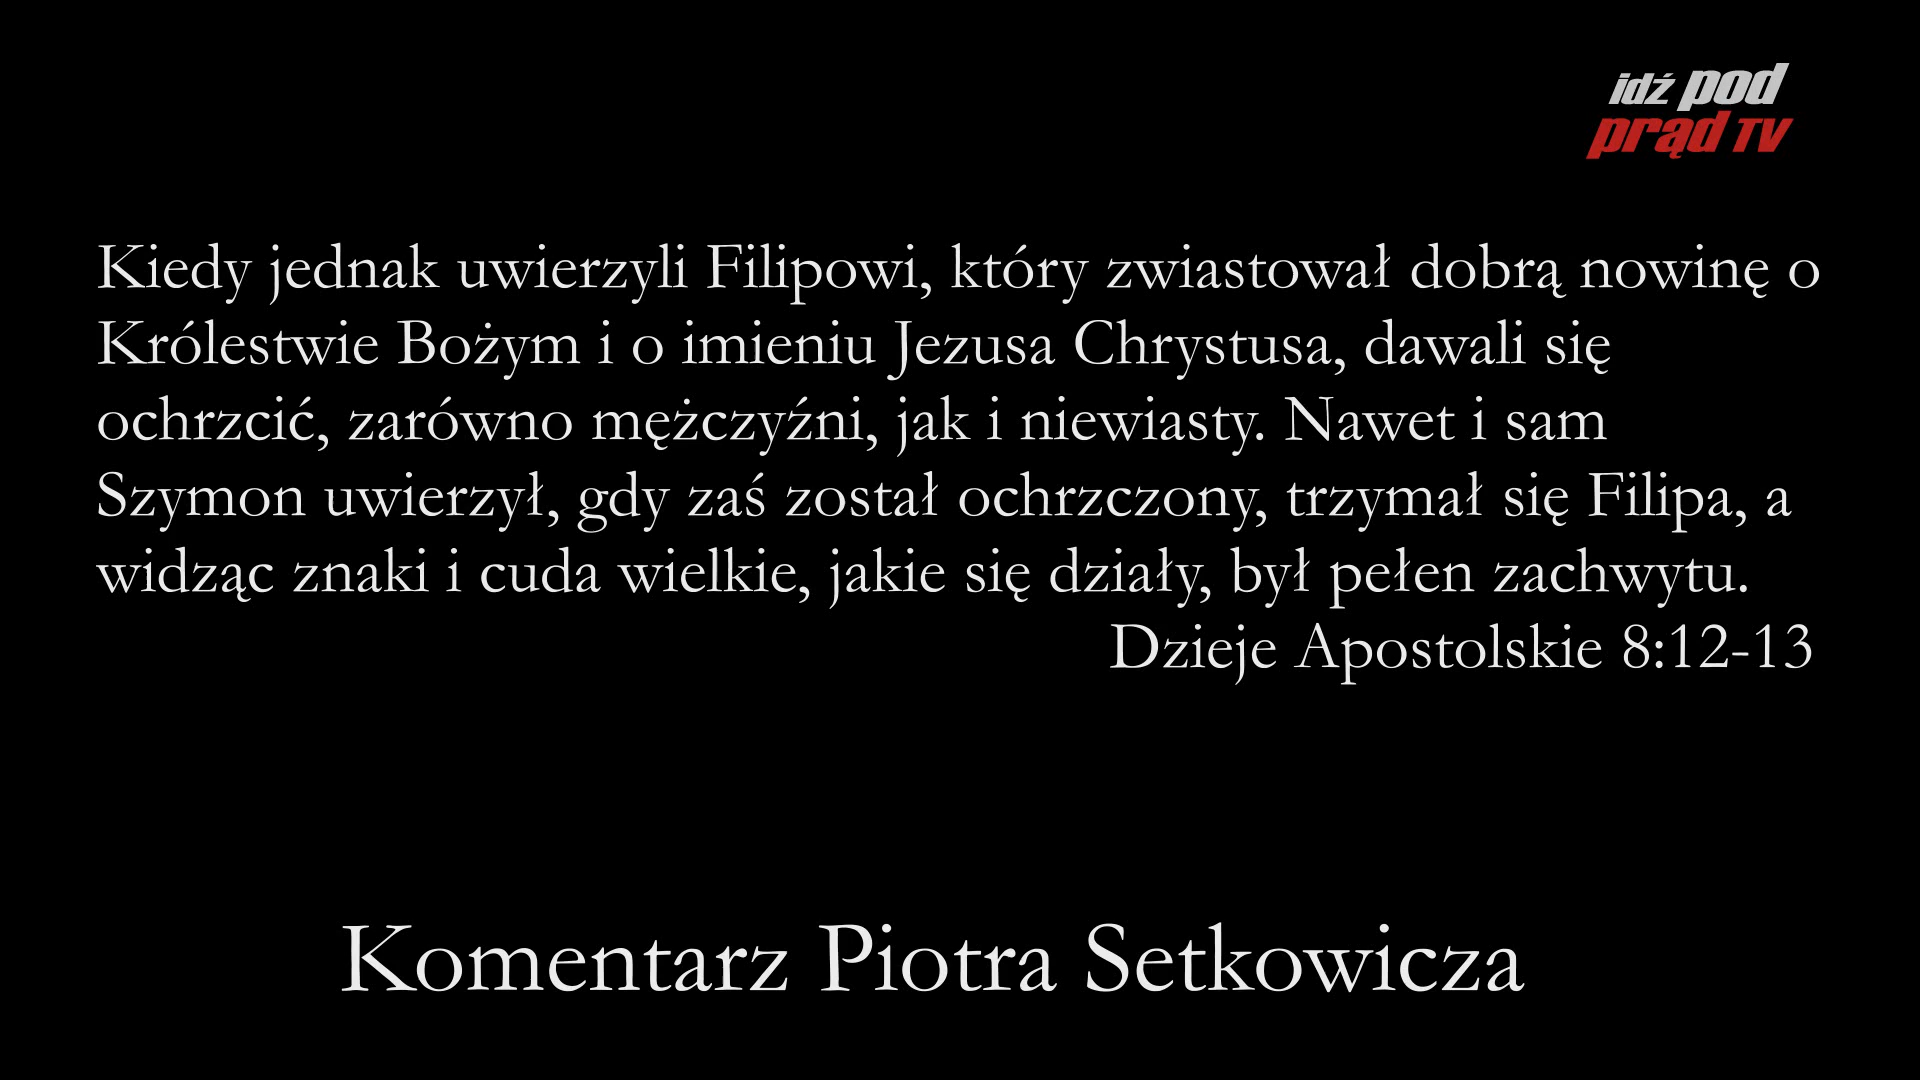 idź pod
prąd TV
Kiedy jednak uwierzyli Filipowi, który zwiastował dobrą nowinę o
Królestwie Bożym i o imieniu Jezusa Chrystusa, dawali się
ochrzcić, zarówno mężczyźni, jak i niewiasty. Nawet i sam
Szymon uwierzył, gdy zaś został ochrzczony, trzymał się Filipa, a
widząc znaki i cuda wielkie, jakie się działy, był pełen zachwytu.
Dzieje Apostolskie 8:12-13
Komentarz Piotra Setkowicza